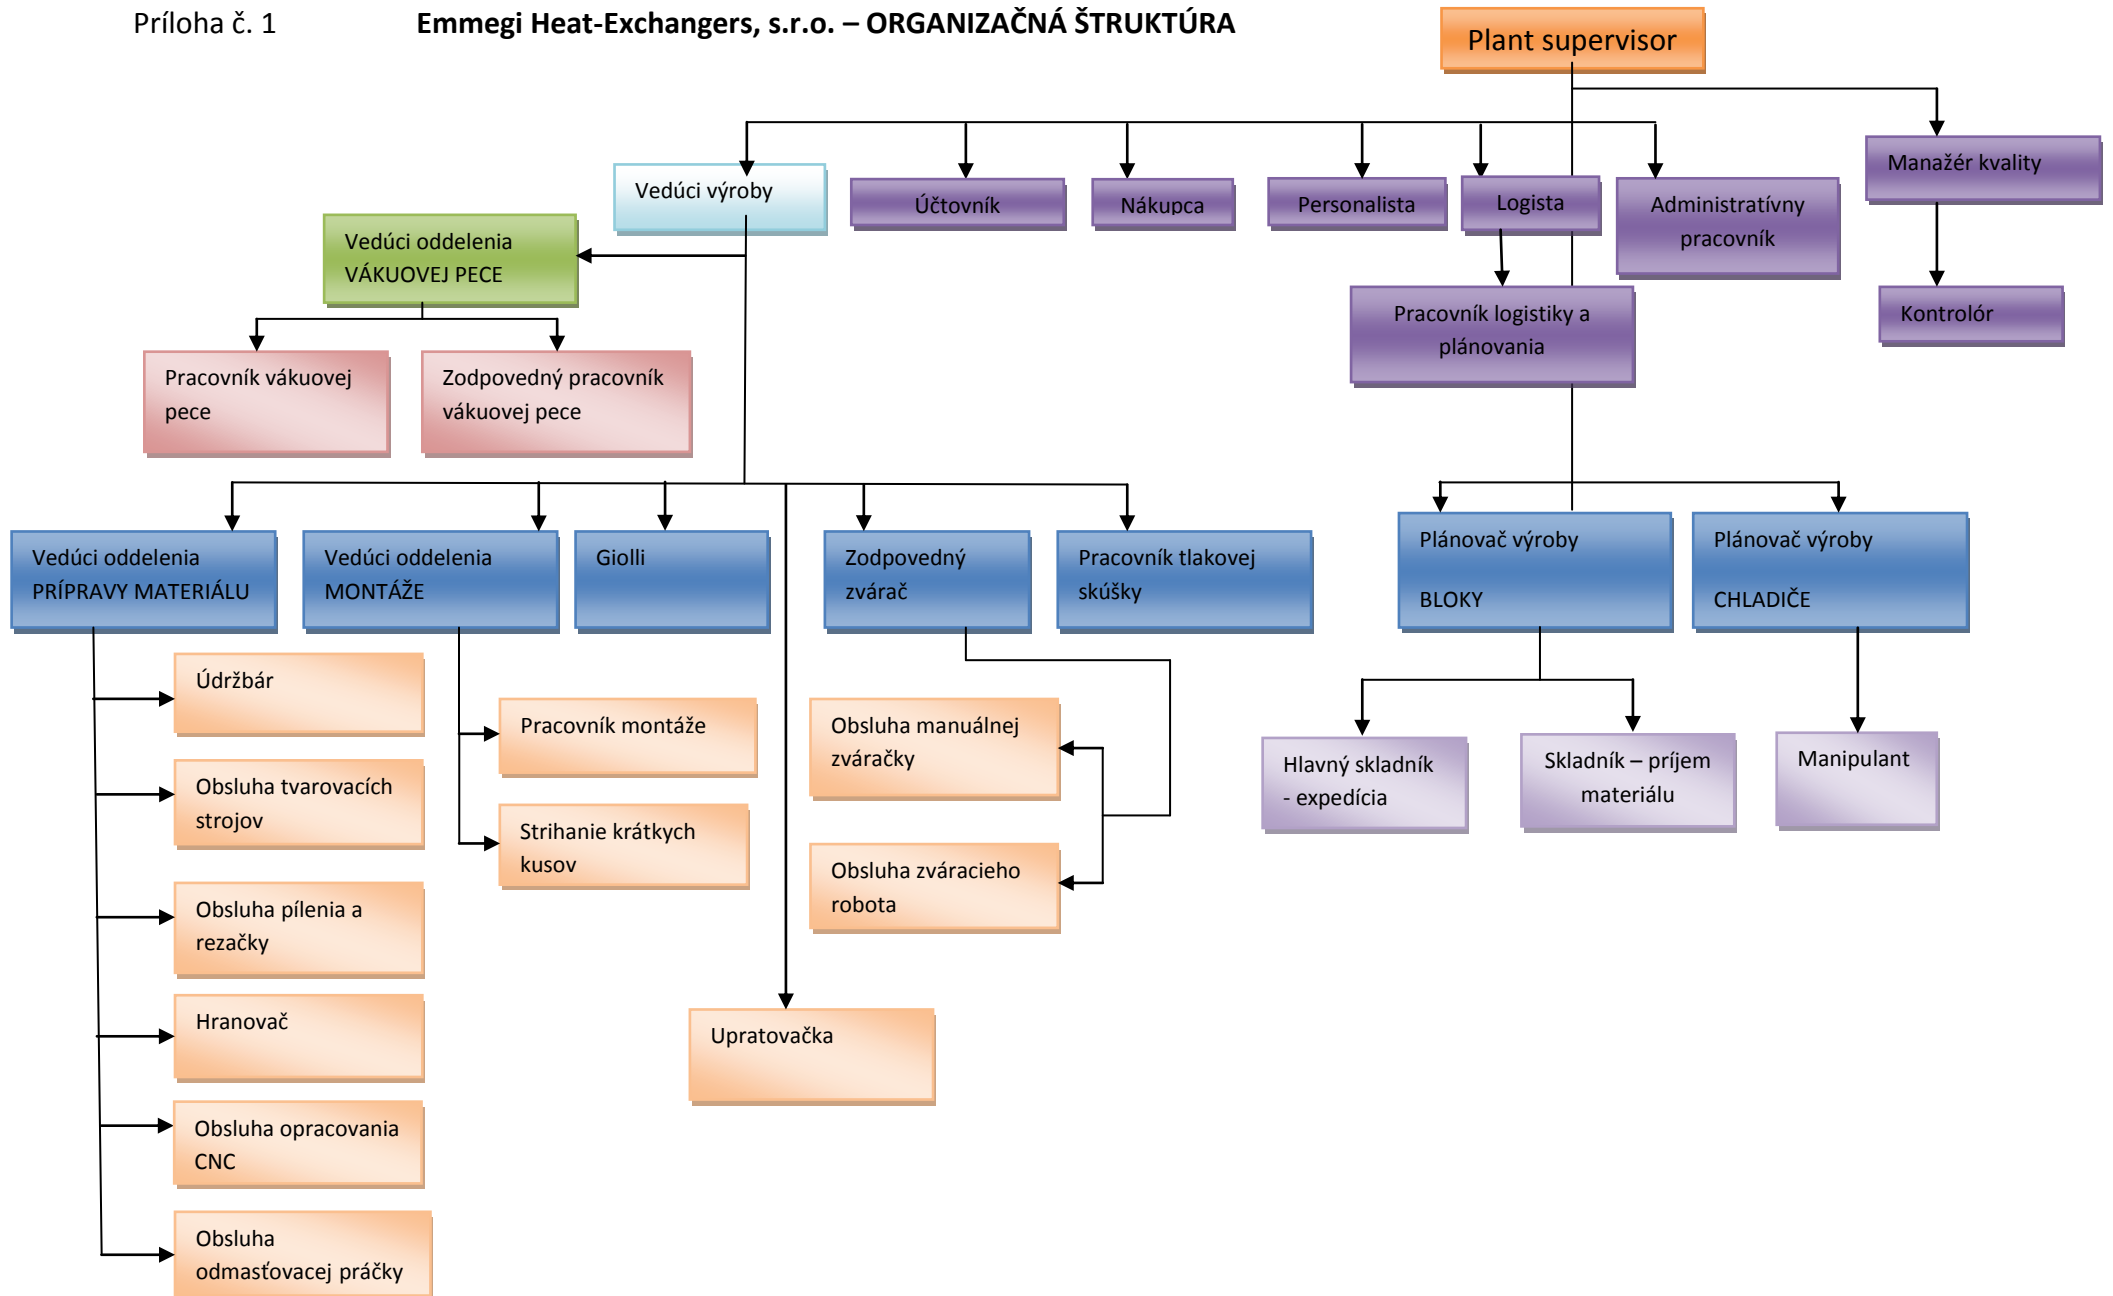 Príloha č. 1
Emmegi Heat-Exchangers, s.r.o. – ORGANIZAČNÁ ŠTRUKTÚRA
Plant supervisor
Vedúci výroby
Účtovník
Nákupca
Personalista
Logista
Administratívny
pracovník
Manažér kvality
Vedúci oddelenia
VÁKUOVEJ PECE
Pracovník logistiky a
plánovania
Kontrolór
Pracovník vákuovej
pece
Zodpovedný pracovník
vákuovej pece
Vedúci oddelenia
PRÍPRAVY MATERIÁLU
Vedúci oddelenia
MONTÁŽE
Giolli
Zodpovedný
zvárač
Pracovník tlakovej
skúšky
Plánovač výroby
BLOKY
Plánovač výroby
CHLADIČE
Údržbár
Obsluha tvarovacích
strojov
Obsluha pílenia a
rezačky
Hranovač
Obsluha opracovania
CNC
Obsluha
odmasťovacej práčky
Pracovník montáže
Strihanie krátkych
kusov
Obsluha manuálnej
zváračky
Obsluha zváracieho
robota
Upratovačka
Hlavný skladník
- expedícia
Skladník – príjem
materiálu
Manipulant